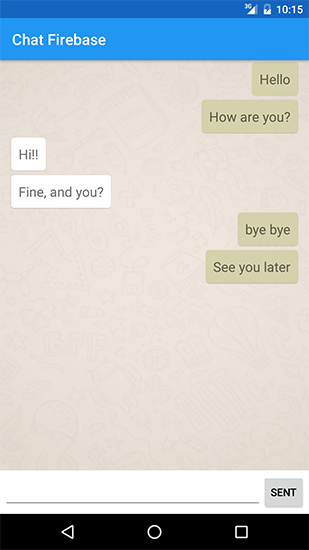 3G 10:15
Chat Firebase
Hello
How are you?
Hi!!
Fine, and you?
bye bye
See you later
SENT